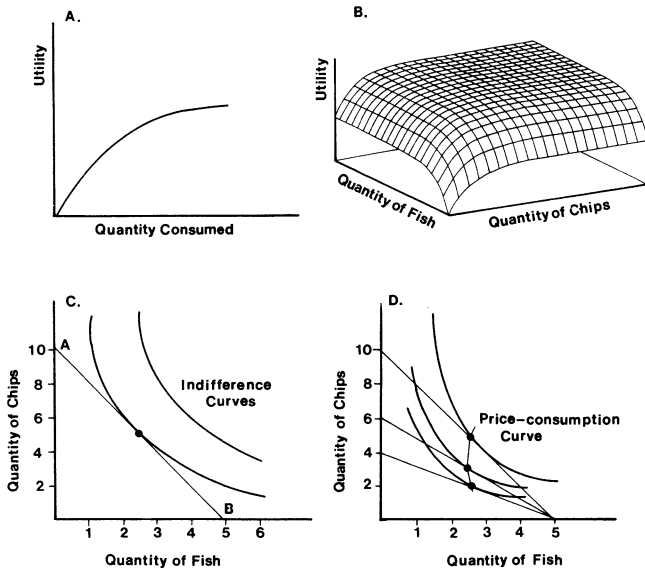 A.
Utility
Quantity Consumed
B.
Utility
Quantity of Fish
Quantity of Chips
C.
Quantity of Chips
10
8
6
4
2
A
B
Indifference
Curves
1 2 3 4 5 6
Quantity of Fish
D.
Quantity of Chips
10
8
6
4
2
Price-consumption
Curve
1 2 3 4 5
Quantity of Fish